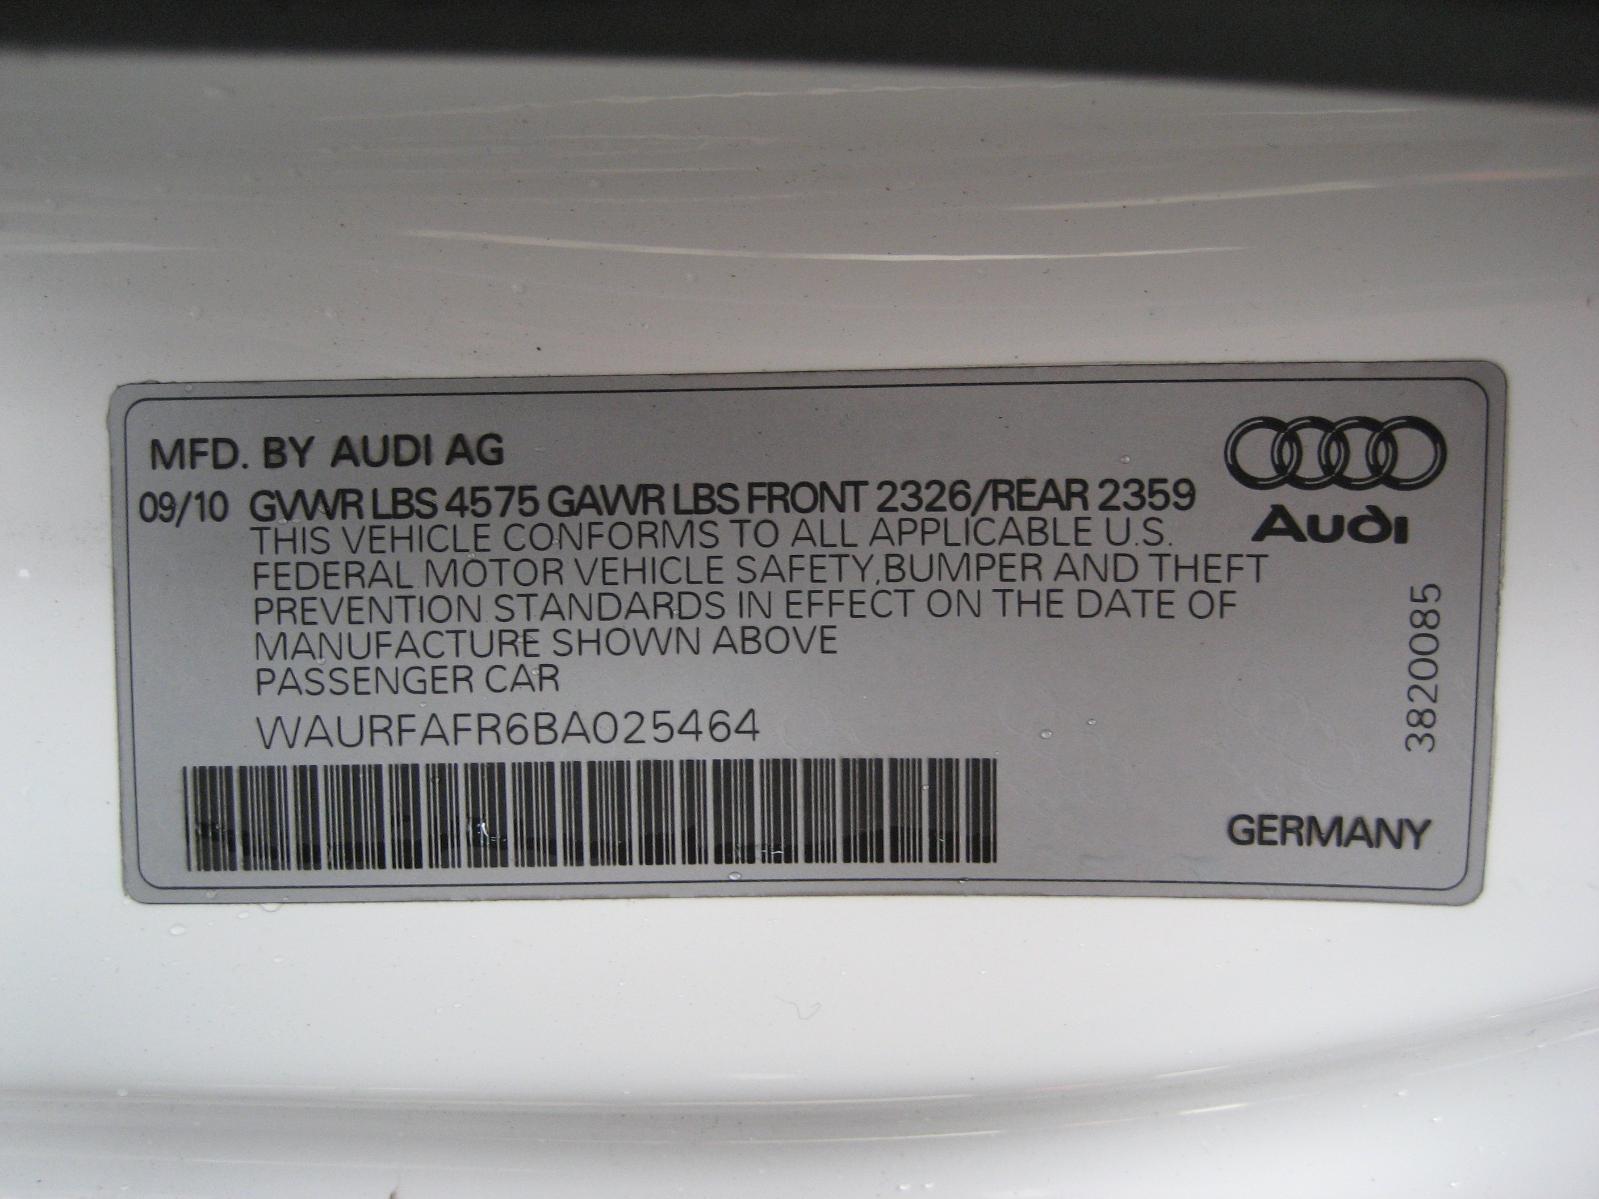 MFD. BY AUDI AG
09/10 GVWR LBS 4575 GAWR LBS FRONT 2326/REAR 2359
THIS VEHICLE CONFORMS TO ALL APPLICABLE U.S.
FEDERAL MOTOR VEHICLE SAFETY,BUMPER AND THEFT
PREVENTION STANDARDS IN EFFECT ON THE DATE OF
MANUFACTURE SHOWN ABOVE
PASSENGER CAR
WAURFAFR6BA025464
Audi
3820085
GERMANY